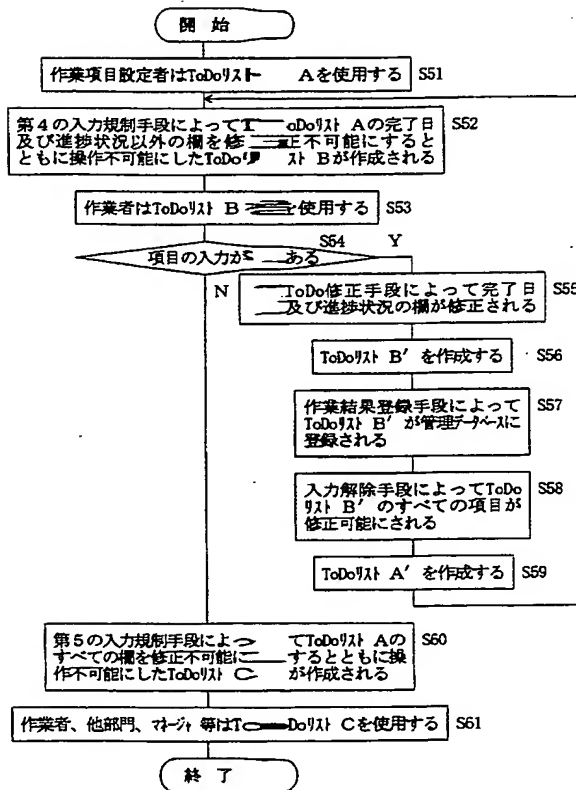 開 始
作業項目設定者はToDoリスト Aを使用する S51
第4の入力規制手段によって ToDoリスト Aの完了日 S52
及び進捗状況以外の欄を修正不可能にすると
ともに操作不可能にしたToDoリスト Bが作成される
作業者はToDoリスト B を使用する S53
S54
項目の入力が ある
Y
N
ToDo修正手段によって完了日 S55
及び進捗状況の欄が修正される
ToDoリスト B′ を作成する S56
作業結果登録手段によって S57
ToDoリスト B′ が管理データベースに
登録される
入力解除手段によってToDo S58
リスト B′ のすべての項目が
修正可能にされる
ToDoリスト A′ を作成する S59
第5の入力規制手段によってToDoリスト Aの S60
すべての欄を修正不可能にするとともに操
作不可能にしたToDoリスト Cが作成される
作業者、他部門、マネージャ等はToDoリスト Cを使用する S61
終 了